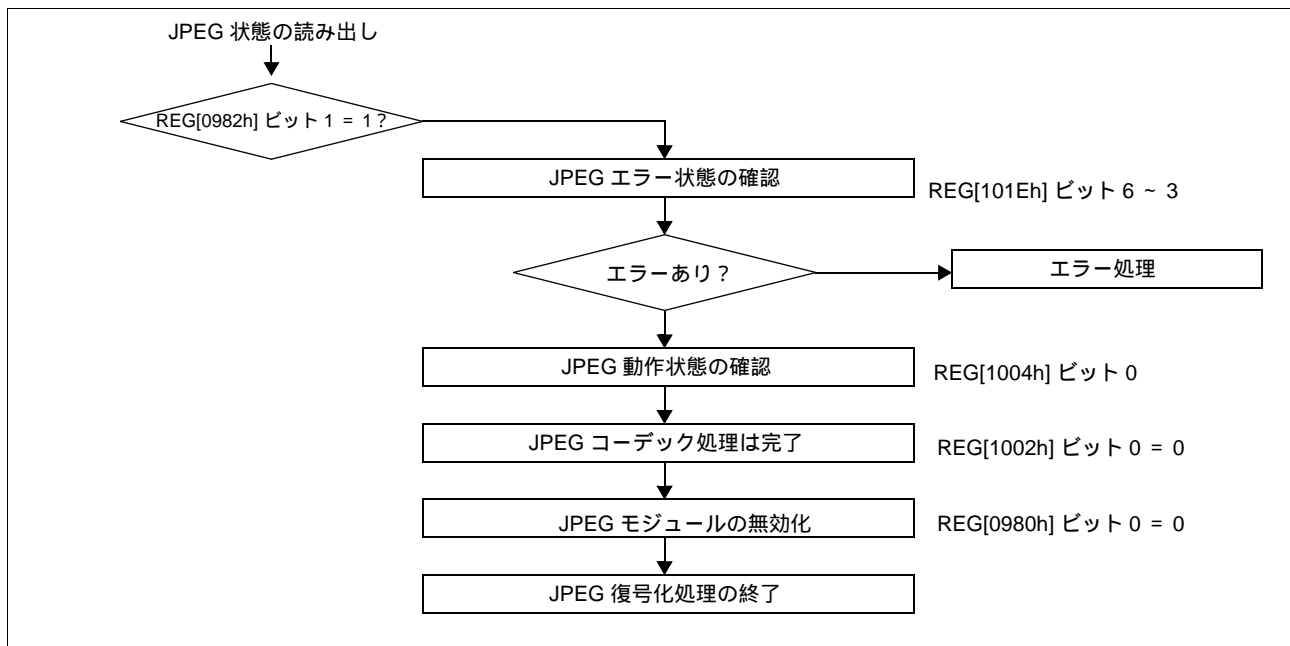 JPEG 状態の読み出し
REG[0982h] ビット 1 = 1？
JPEG エラー状態の確認
REG[101Eh] ビット 6 ~ 3
エラーあり？
エラー処理
JPEG 動作状態の確認
REG[1004h] ビット 0
JPEG コーデック処理は完了
REG[1002h] ビット 0 = 0
JPEG モジュールの無効化
REG[0980h] ビット 0 = 0
JPEG 復号化処理の終了